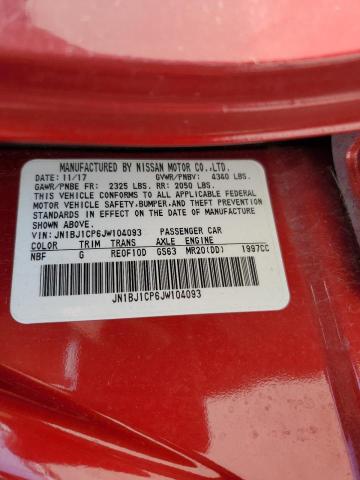 MANUFACTURED BY NISSAN MOTOR CO.,LTD.
DATE: 11/17 GVWR/PNBV: 4360 LBS.
GAWR/PNBE FR: 2325 LBS. RR: 2050 LBS.
THIS VEHICLE CONFORMS TO ALL APPLICABLE FEDERAL
MOTOR VEHICLE SAFETY, BUMPER, AND THEFT PREVENTION
STANDARDS IN EFFECT ON THE DATE OF MANUFACTURE
SHOWN ABOVE.
VIN: JN1BJ1CP6JW104093 PASSENGER CAR
COLOR TRIM TRANS AXLE ENGINE
NBF G RE0F10D GS63 MR20(DD) 1997CC
JN1BJ1CP6JW104093